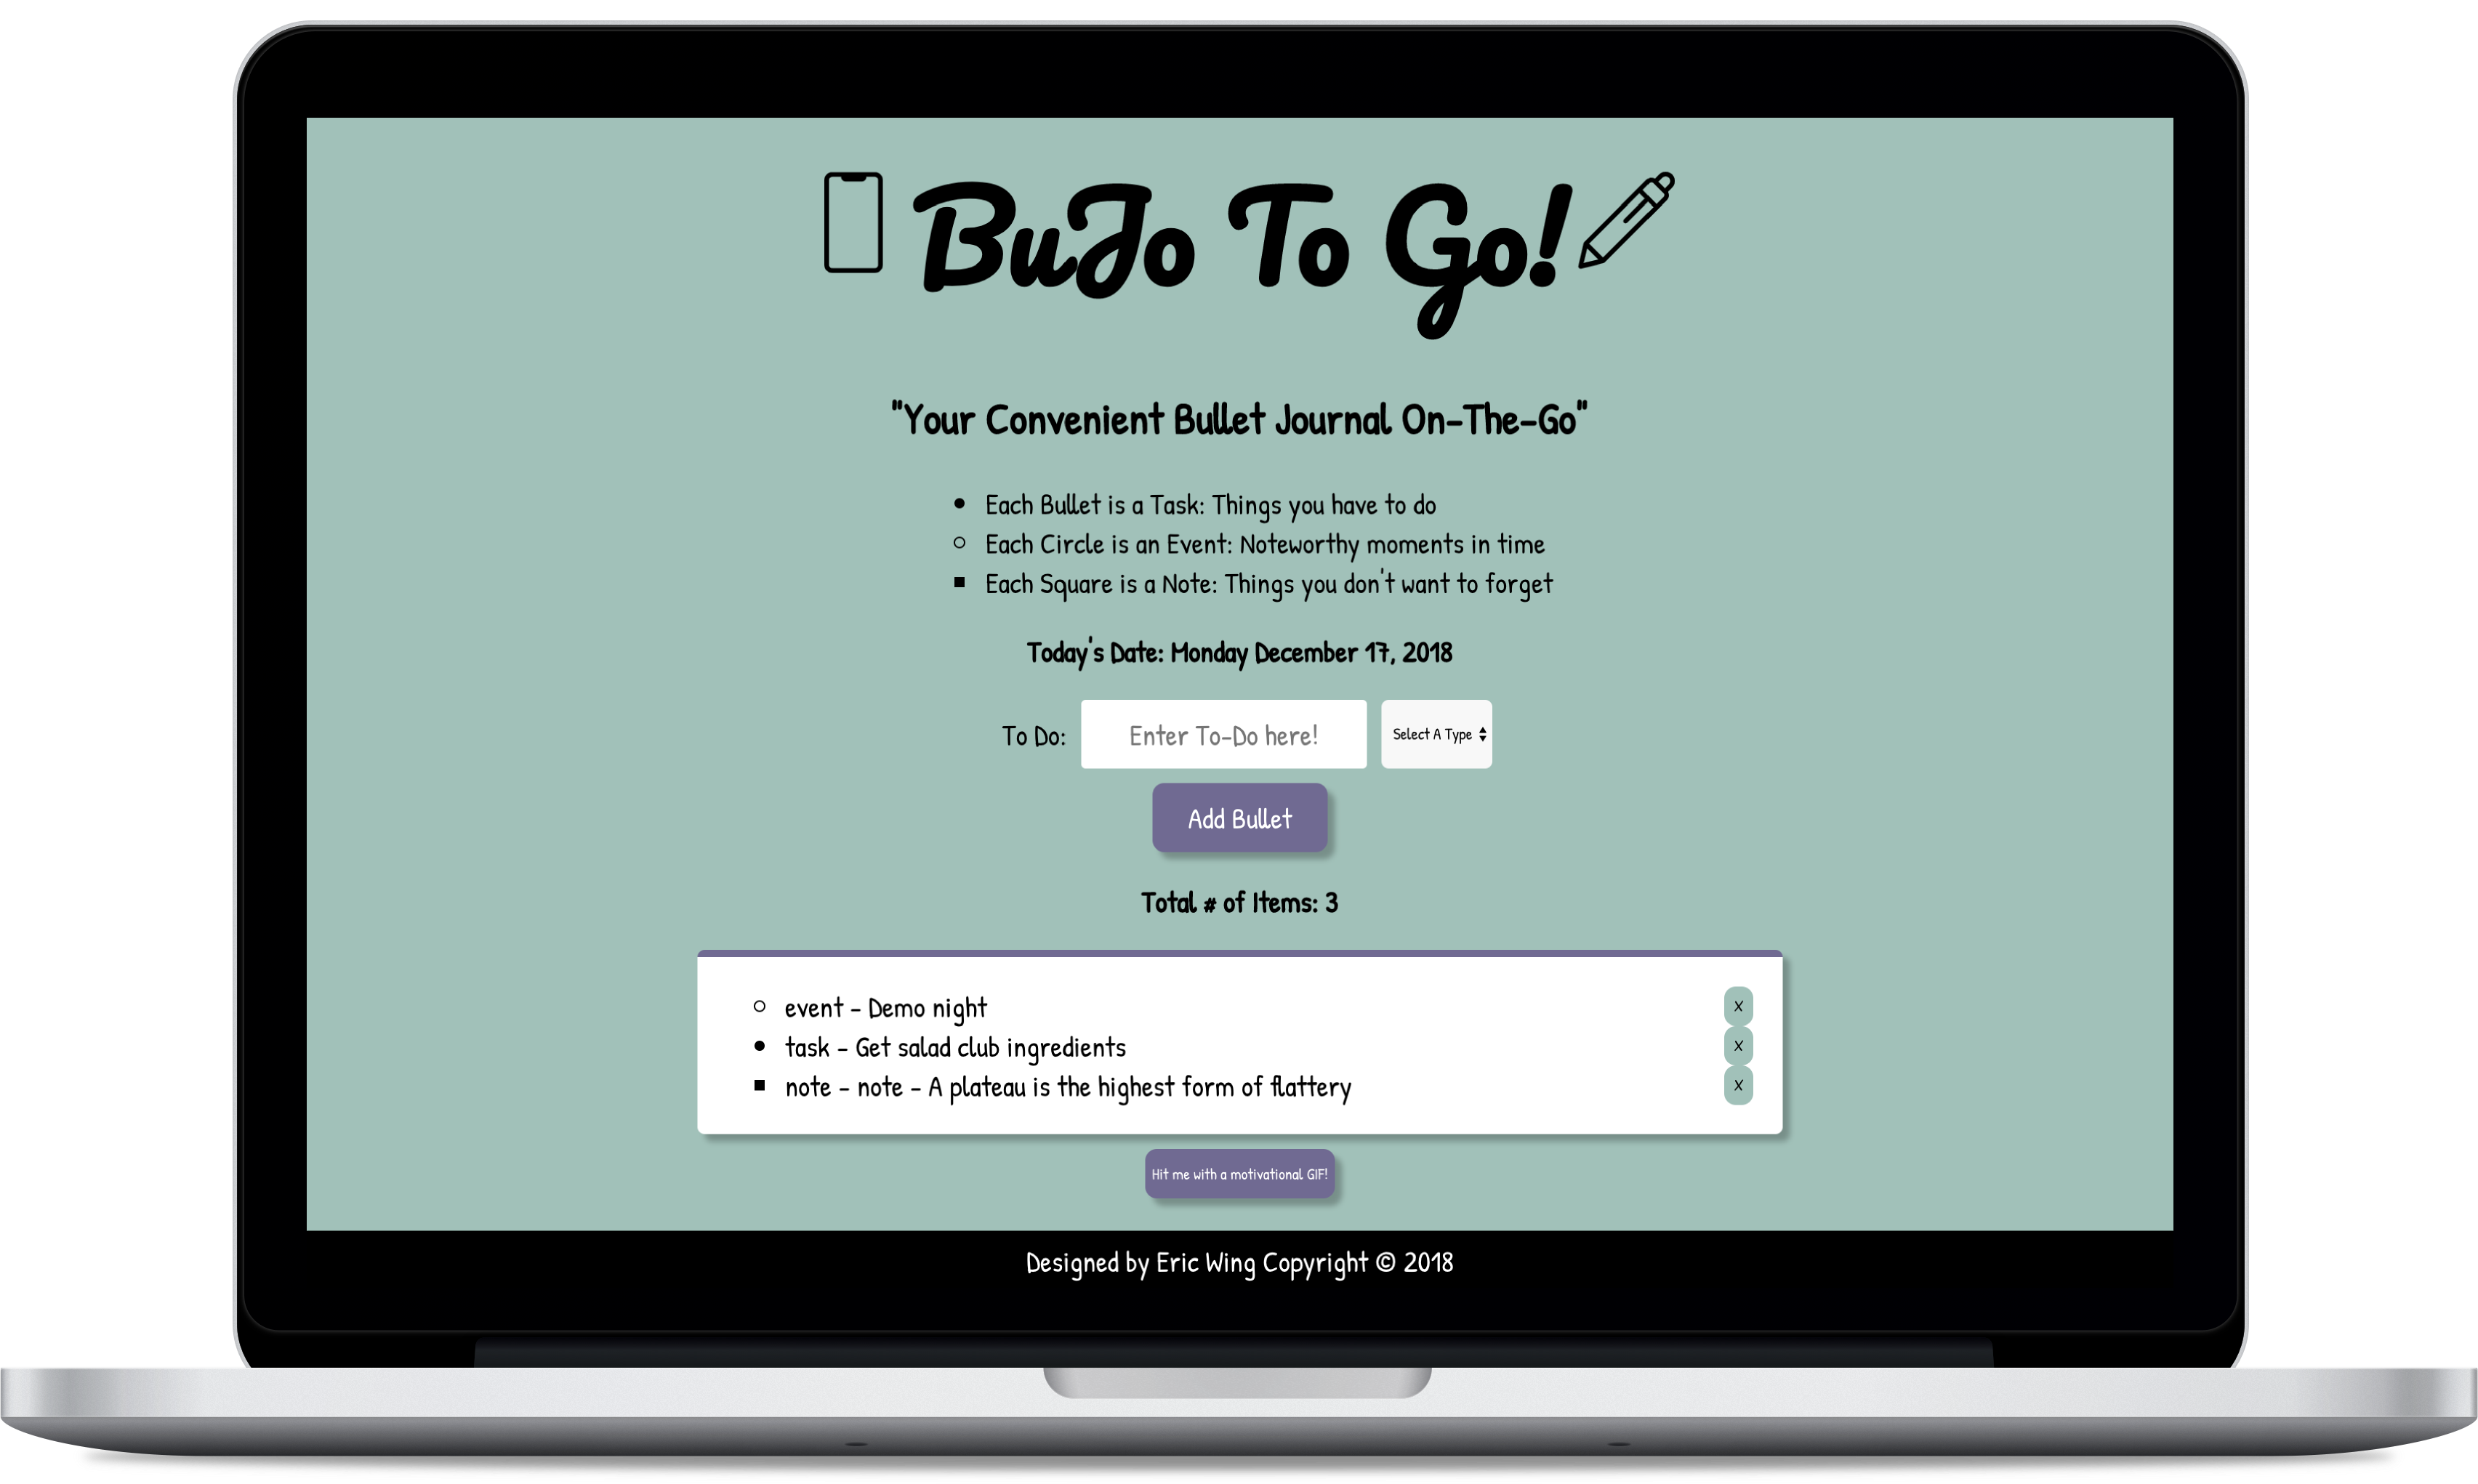 BuJo To Go!
"Your Convenient Bullet Journal On-The-Go"
Each Bullet is a Task: Things you have to do
Each Circle is an Event: Noteworthy moments in time
Each Square is a Note: Things you don't want to forget
Today's Date: Monday December 17, 2018
To Do: Enter To-Do here! Select A Type
Add Bullet
Total # of Items: 3
event - Demo night x
task - Get salad club ingredients x
note - note - A plateau is the highest form of flattery x
Hit me with a motivational GIF!
Designed by Eric Wing Copyright © 2018